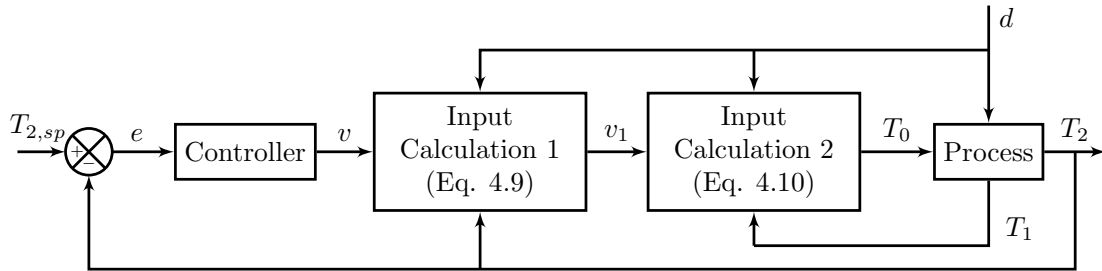 d
T2,sp
+
−
e
Controller
v
Input
Calculation 1
(Eq. 4.9)
v1
Input
Calculation 2
(Eq. 4.10)
T0
Process
T2
T1